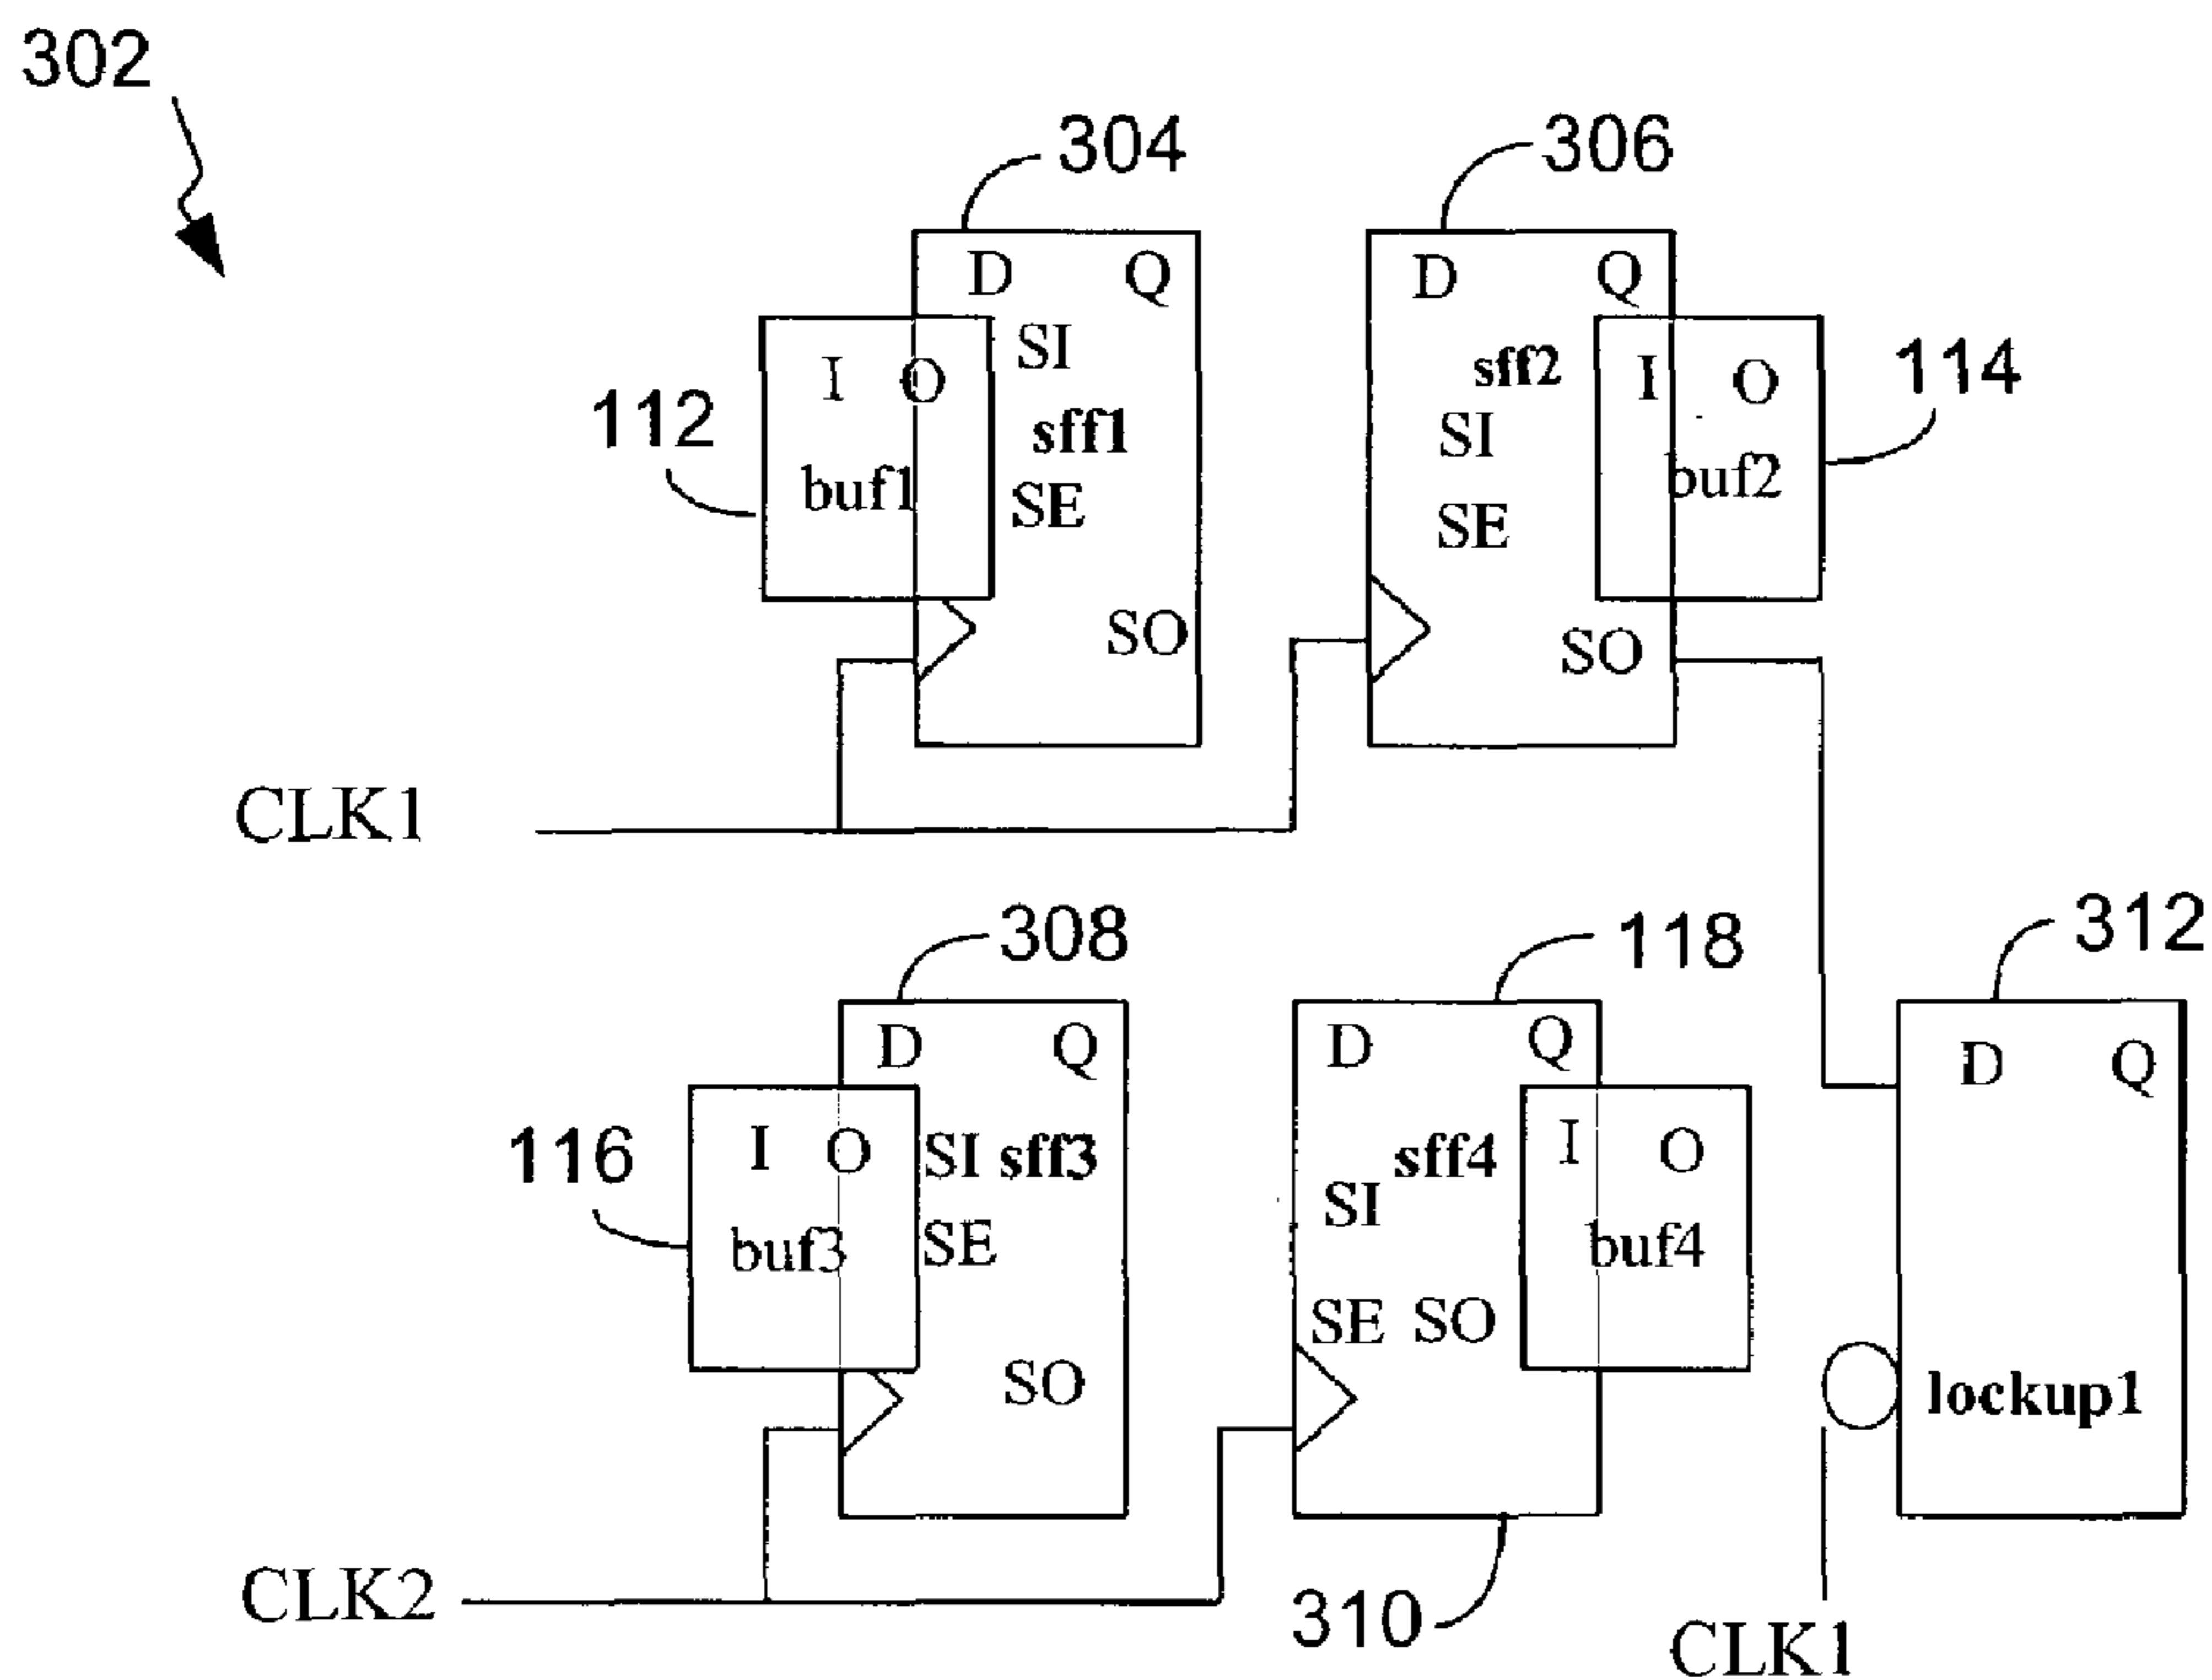 302
304
306
D Q
D Q
SI
sff2
I O
I O
114
112
sff1
SI
buf1
buf2
SE
SE
SO
SO
CLK1
308
118
312
D Q
D Q
D Q
116
I O
SI sff3
sff4
I O
SI
buf3
SE
buf4
SE SO
SO
lockup1
CLK2
310
CLK1